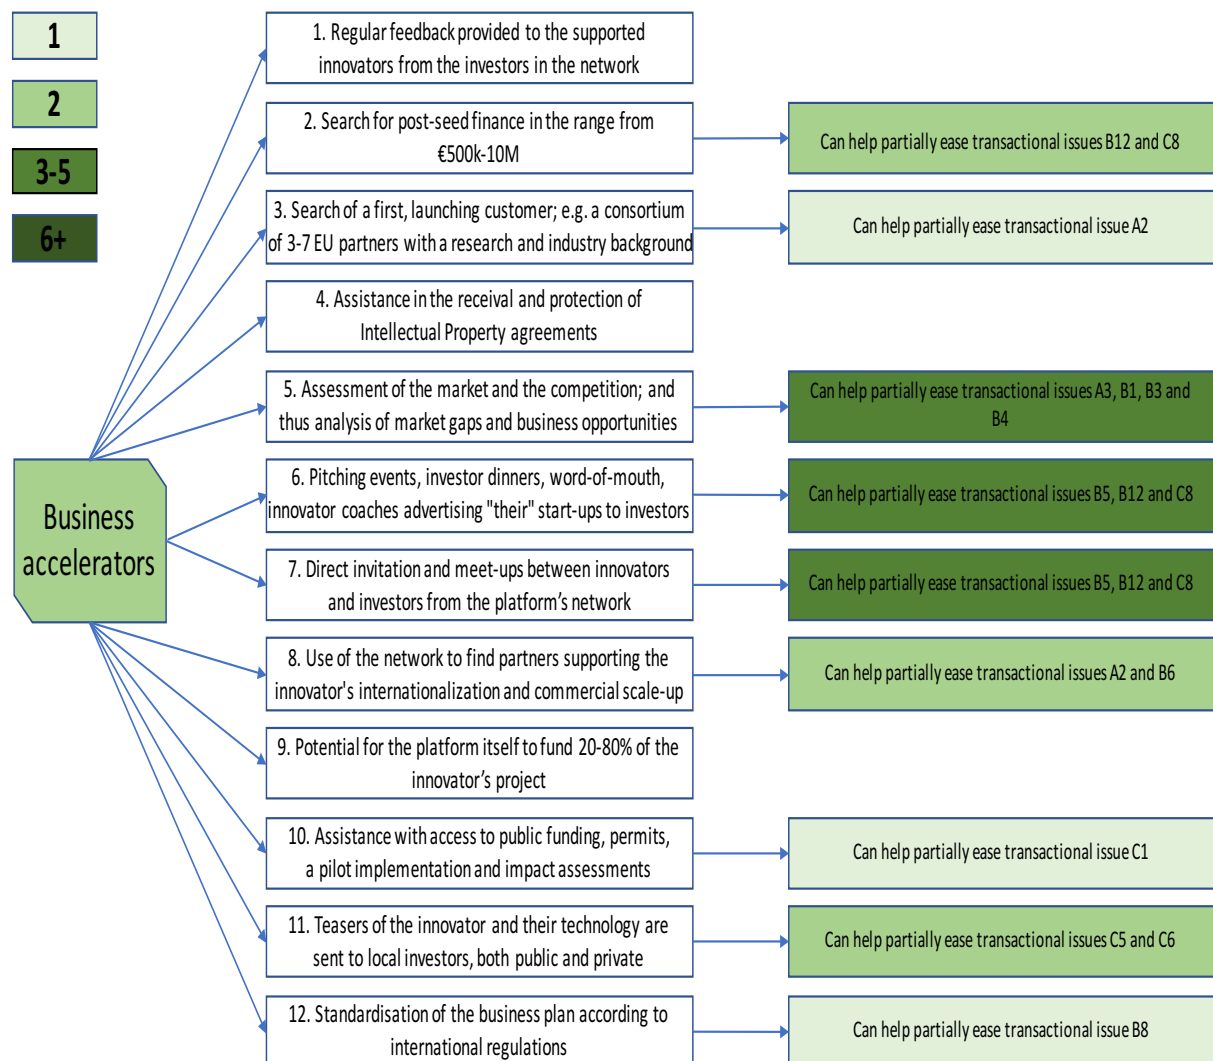 1
2
3-5
6+
Business
accelerators
1. Regular feedback provided to the supported
innovators from the investors in the network
2. Search for post-seed finance in the range from
€500k-10M
Can help partially ease transactional issues B12 and C8
3. Search of a first, launching customer; e.g. a consortium
of 3-7 EU partners with a research and industry background
Can help partially ease transactional issue A2
4. Assistance in the receival and protection of
Intellectual Property agreements
5. Assessment of the market and the competition; and
thus analysis of market gaps and business opportunities
Can help partially ease transactional issues A3, B1, B3 and
B4
6. Pitching events, investor dinners, word-of-mouth,
innovator coaches advertising "their" start-ups to investors
Can help partially ease transactional issues B5, B12 and C8
7. Direct invitation and meet-ups between innovators
and investors from the platform’s network
Can help partially ease transactional issues B5, B12 and C8
8. Use of the network to find partners supporting the
innovator's internationalization and commercial scale-up
Can help partially ease transactional issues A2 and B6
9. Potential for the platform itself to fund 20-80% of the
innovator’s project
10. Assistance with access to public funding, permits,
a pilot implementation and impact assessments
Can help partially ease transactional issue C1
11. Teasers of the innovator and their technology are
sent to local investors, both public and private
Can help partially ease transactional issues C5 and C6
12. Standardisation of the business plan according to
international regulations
Can help partially ease transactional issue B8